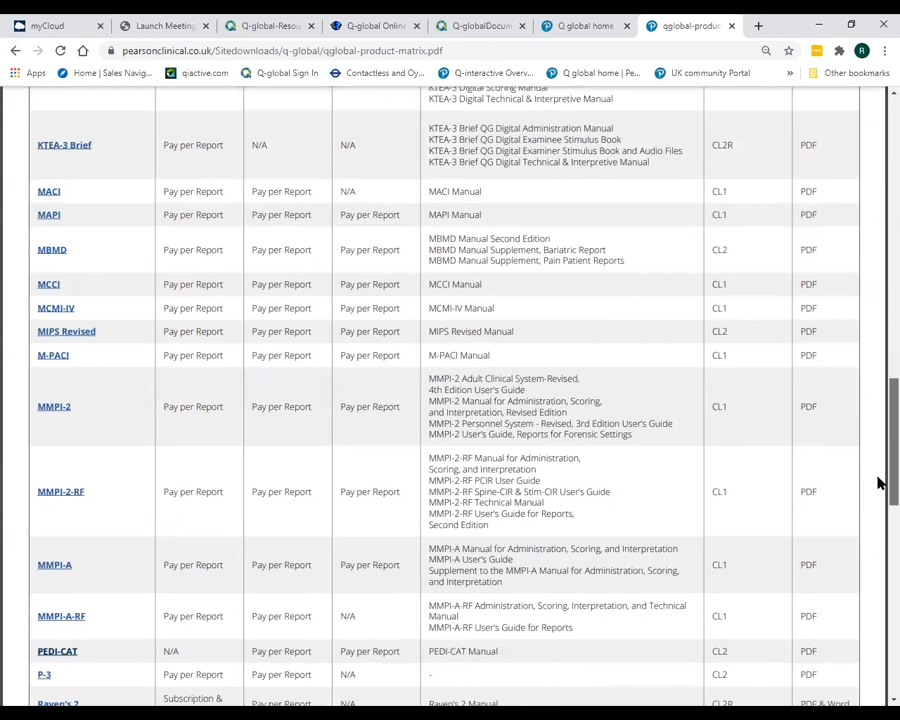 myCloud
Launch Meeting
Q-global-Resou
Q-global Online
Q-globalDocum
Q global home
qglobal-produc
pearsonclinical.co.uk/Sitedownloads/q-global/qglobal-product-matrix.pdf
R
Apps
Home | Sales Navig...
qiactive.com
Q-global Sign In
Contactless and Oy...
Q-interactive Overv...
Q global home | Pe...
UK community Portal
»
Other bookmarks
KTEA-3 Digital Scoring Manual
KTEA-3 Digital Technical & Interpretive Manual
KTEA-3 Brief Pay per Report N/A N/A
KTEA-3 Brief QG Digital Administration Manual
KTEA-3 Brief QG Digital Examinee Stimulus Book
KTEA-3 Brief QG Digital Examiner Stimulus Book and Audio Files
KTEA-3 Brief QG Digital Technical & Interpretive Manual
CL2R PDF
MACI Pay per Report Pay per Report N/A MACI Manual CL1 PDF
MAPI Pay per Report Pay per Report Pay per Report MAPI Manual CL1 PDF
MBMD Pay per Report Pay per Report Pay per Report
MBMD Manual Second Edition
MBMD Manual Supplement, Bariatric Report
MBMD Manual Supplement, Pain Patient Reports
CL2 PDF
MCCI Pay per Report Pay per Report Pay per Report MCCI Manual CL1 PDF
MCMI-IV Pay per Report Pay per Report Pay per Report MCMI-IV Manual CL1 PDF
MIPS Revised Pay per Report Pay per Report Pay per Report MIPS Revised Manual CL2 PDF
M-PACI Pay per Report Pay per Report Pay per Report M-PACI Manual CL1 PDF
MMPI-2 Pay per Report Pay per Report Pay per Report
MMPI-2 Adult Clinical System-Revised,
4th Edition User's Guide
MMPI-2 Manual for Administration, Scoring,
and Interpretation, Revised Edition
MMPI-2 Personnel System - Revised, 3rd Edition User's Guide
MMPI-2 User's Guide, Reports for Forensic Settings
CL1 PDF
MMPI-2-RF Pay per Report Pay per Report Pay per Report
MMPI-2-RF Manual for Administration,
Scoring, and Interpretation
MMPI-2-RF PCIR User Guide
MMPI-2-RF Spine-CIR & Stim-CIR User's Guide
MMPI-2-RF Technical Manual
MMPI-2-RF User's Guide for Reports,
Second Edition
CL1 PDF
MMPI-A Pay per Report Pay per Report Pay per Report
MMPI-A Manual for Administration, Scoring, and Interpretation
MMPI-A User's Guide
Supplement to the MMPI-A Manual for Administration, Scoring,
and Interpretation
CL1 PDF
MMPI-A-RF Pay per Report Pay per Report N/A
MMPI-A-RF Administration, Scoring, Interpretation, and Technical
Manual
MMPI-A-RF User's Guide for Reports
CL1 PDF
PEDI-CAT N/A Pay per Report Pay per Report PEDI-CAT Manual CL2 PDF
P-3 Pay per Report Pay per Report N/A - CL2 PDF
Subscription &
Raven's 2 Pay per Report Pay per Report Raven's 2 Manual CL2R PDF & Word